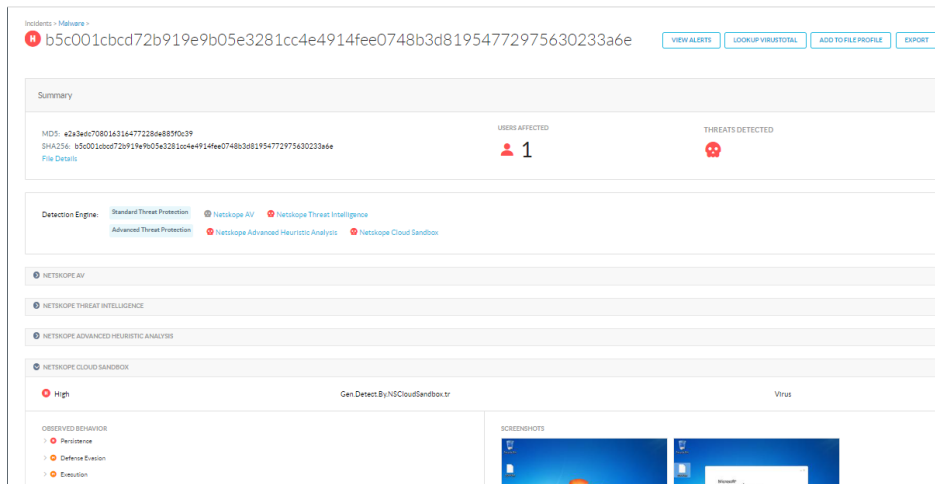 Incidents > Malware >
H b5c001cbcd72b919e9b05e3281cc4e4914fee0748b3d81954772975630233a6e
VIEW ALERTS
LOOKUP VIRUSTOTAL
ADD TO FILE PROFILE
EXPORT
Summary
MD5: e2a3edc708016316477228de885f0c39
SHA256: b5c001cbcd72b919e9b05e3281cc4e4914fee0748b3d81954772975630233a6e
File Details
USERS AFFECTED
1
THREATS DETECTED
Detection Engine: Standard Threat Protection Netskope AV Netskope Threat Intelligence
Advanced Threat Protection Netskope Advanced Heuristic Analysis Netskope Cloud Sandbox
NETSKOPE AV
NETSKOPE THREAT INTELLIGENCE
NETSKOPE ADVANCED HEURISTIC ANALYSIS
NETSKOPE CLOUD SANDBOX
H High Gen.Detect.By.NSCloudSandbox.tr Virus
OBSERVED BEHAVIOR
Persistence
Defense Evasion
Execution
SCREENSHOTS
Microsoft